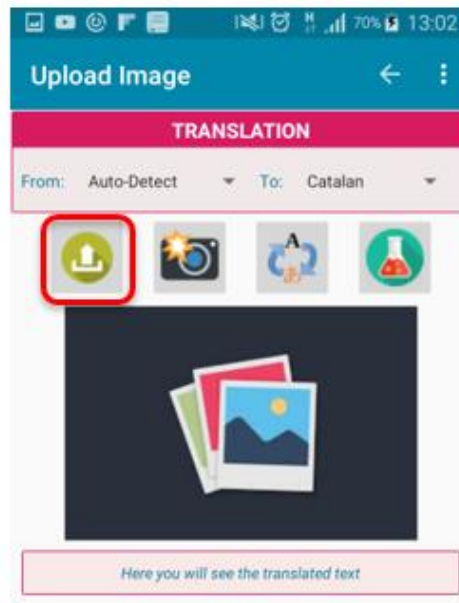 70% 13:02
Upload Image
TRANSLATION
From: Auto-Detect To: Catalan
A
Here you will see the translated text